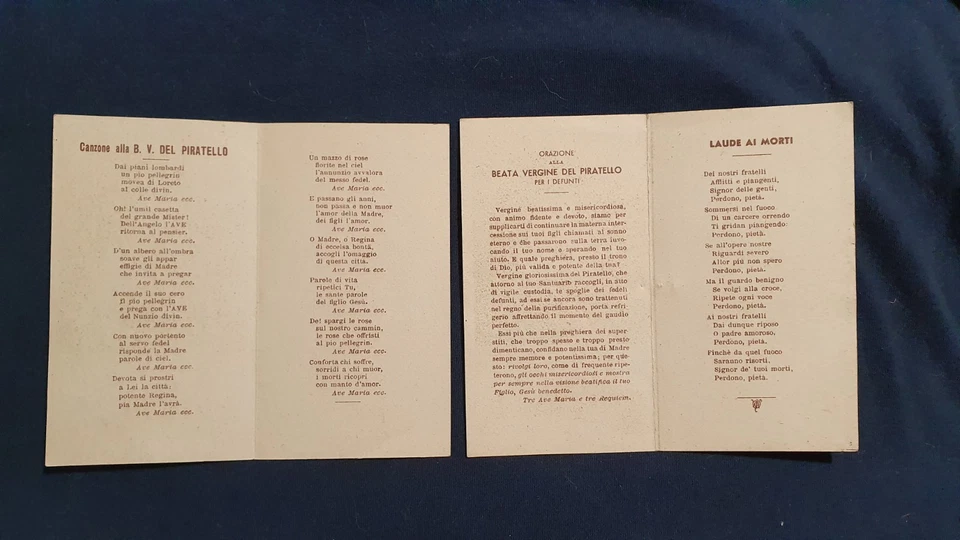 Canzone alla B. V. DEL PIRATELLO
Dai piani lombardi
un pio pellegrin
movea di Loreto
al colle divin.
Ave Maria ecc.
Oh! l'umil casetta
del grande Mister!
Dell'Angelo l'AVE
ritorna al pensier.
Ave Maria ecc.
D'un albero all'ombra
soave gli appar
effigie di Madre
che invita a pregar
Ave Maria ecc.
Accende il suo cero
il pio pellegrin
e prega con l'AVE
del Nunzio divin.
Ave Maria ecc.
Con nuovo portento
al servo fedel
risponde la Madre
parole di ciel.
Ave Maria ecc.
Devota si prostri
a Lei la città:
potente Regina,
pia Madre l'avrà.
Ave Maria ecc.
Un mazzo di rose
fiorite nel ciel
l'annunzio avvalora
del messo fedel.
Ave Maria ecc.
E passano gli anni,
non passa e non muor
l'amor della Madre,
dei figli l'amor.
Ave Maria ecc.
O Madre, o Regina
di eccelsa bontà,
accogli l'omaggio
di questa città.
Ave Maria ecc.
Parole di vita
ripetici Tu,
le sante parole
del figlio Gesù.
Ave Maria ecc.
Del spargi le rose
sul nostro cammin,
le rose che offristi
al pio pellegrin.
Ave Maria ecc.
Conforta chi soffre,
sorridi a chi muor,
i morti ricopri
con manto d'amor.
Ave Maria ecc.
ORAZIONE
ALLA
BEATA VERGINE DEL PIRATELLO
PER I DEFUNTI
Vergine beatissima e misericordiosa,
con animo fidente e devoto, siamo per
supplicarti di continuare la materna inter-
cessione sui tuoi figli chiamati al sonno
eterno e che passarono sulla terra invo-
cando il tuo nome e sperando nel tuo
aiuto. E quale preghiera, presso il trono
di Dio, più valida e potente della tua?
Vergine gloriosissima del Piratello, che
attorno al tuo Santuario raccogli, in sito
di vigile custodia, le spoglie dei fedeli
defunti, ad essi se ancora sono trattenuti
nel regno della purificazione, porta refri-
gerio affrettando il momento del gaudio
perfetto.
Essi più che nella preghiera dei super-
stiti, che troppo spesso e troppo presto
dimenticano, confidano nella tua di Madre
sempre memore e potentissima; per que-
sto: ricolgi loro, come di frequente ripe-
terono, gli occhi misericordiosi e mostra
per sempre nella visione beatifica il tuo
Figlio, Gesù benedetto.
Tre Ave Maria e tre Requiem.
LAUDE AI MORTI
Dei nostri fratelli
Afflitti e piangenti,
Signor delle genti,
Perdono, pietà.
Sommersi nel fuoco
Di un carcere orrendo
Ti gridan piangendo:
Perdono, pietà.
Se all'opere nostre
Riguardi severo
Allor più non spero
Perdono, pietà.
Ma il guardo benigno
Se volgi alla croce,
Ripete ogni voce
Perdono, pietà.
Ai nostri fratelli
Dai dunque riposo
O padre amoroso.
Perdono, pietà.
Finchè da quel fuoco
Saranno risorti,
Signor de' tuoi morti,
Perdono, pietà.